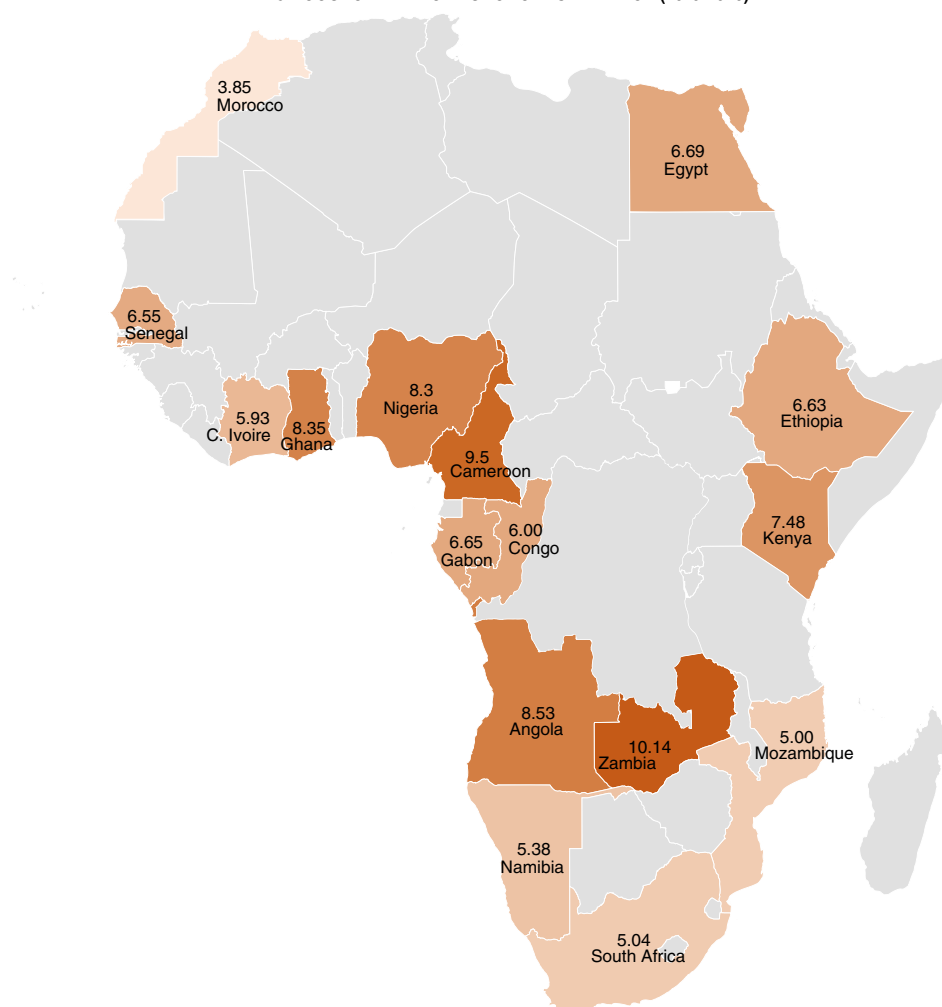 3.85
Morocco
6.69
Egypt
6.55
Senegal
8.3
Nigeria
6.63
Ethiopia
5.93
C. Ivoire
8.35
Ghana
9.5
Cameroon
7.48
Kenya
6.00
Congo
6.65
Gabon
8.53
Angola
10.14
Zambia
5.00
Mozambique
5.38
Namibia
5.04
South Africa